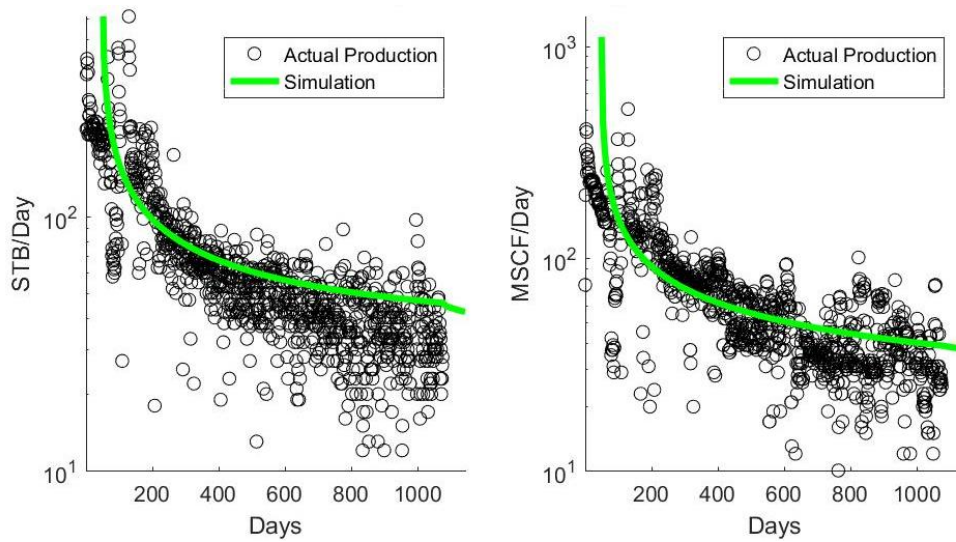 STB/Day
10^2
10^1
200
400
600
800
1000
Days
Actual Production
Simulation
MSCF/Day
10^3
10^2
10^1
200
400
600
800
1000
Days
Actual Production
Simulation